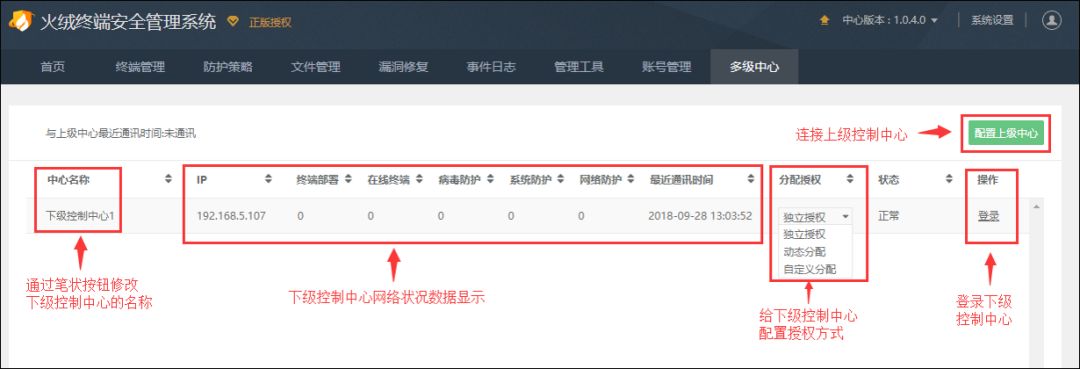 火绒终端安全管理系统 正版授权 中心版本：1.0.4.0 系统设置
首页 终端管理 防护策略 文件管理 漏洞修复 事件日志 管理工具 账号管理 多级中心
与上级中心最近通讯时间:未通讯 连接上级控制中心 配置上级中心
中心名称 IP 终端部署 在线终端 病毒防护 系统防护 网络防护 最近通讯时间 分配授权 状态 操作
下级控制中心1 192.168.5.107 0 0 0 0 0 2018-09-28 13:03:52 独立授权 正常 登录
独立授权
动态分配
自定义分配
通过笔状按钮修改
下级控制中心的名称
下级控制中心网络状况数据显示
给下级控制中心
配置授权方式
登录下级
控制中心